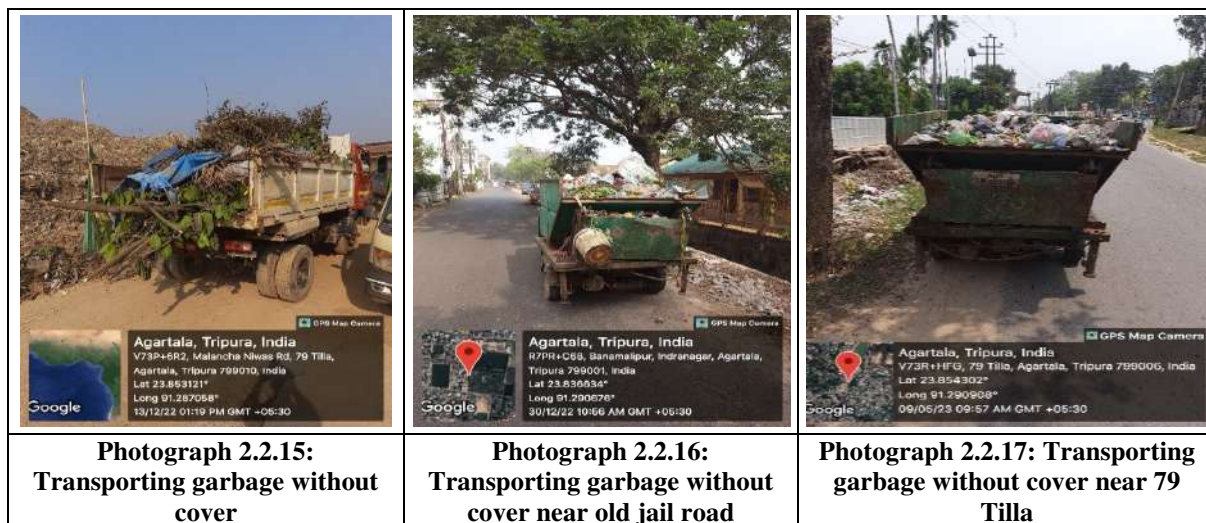 GPS Map Camera
Agartala, Tripura, India
V73P+6R2, Malancha Niwas Rd, 79 Tilla,
Agartala, Tripura 799010, India
Lat 23.853121°
Long 91.287058°
13/12/22 01:19 PM GMT +05:30
Google
GPS Map Camera
Agartala, Tripura, India
R7PR+C68, Banamalipur, Indranagar, Agartala,
Tripura 799001, India
Lat 23.836634°
Long 91.290676°
30/12/22 10:56 AM GMT +05:30
Google
GPS Map Camera
Agartala, Tripura, India
V73R+HFG, 79 Tilla, Agartala, Tripura 799006, India
Lat 23.854302°
Long 91.290908°
09/05/23 09:57 AM GMT +05:30
Google
Photograph 2.2.15:
Transporting garbage without
cover
Photograph 2.2.16:
Transporting garbage without
cover near old jail road
Photograph 2.2.17: Transporting
garbage without cover near 79
Tilla